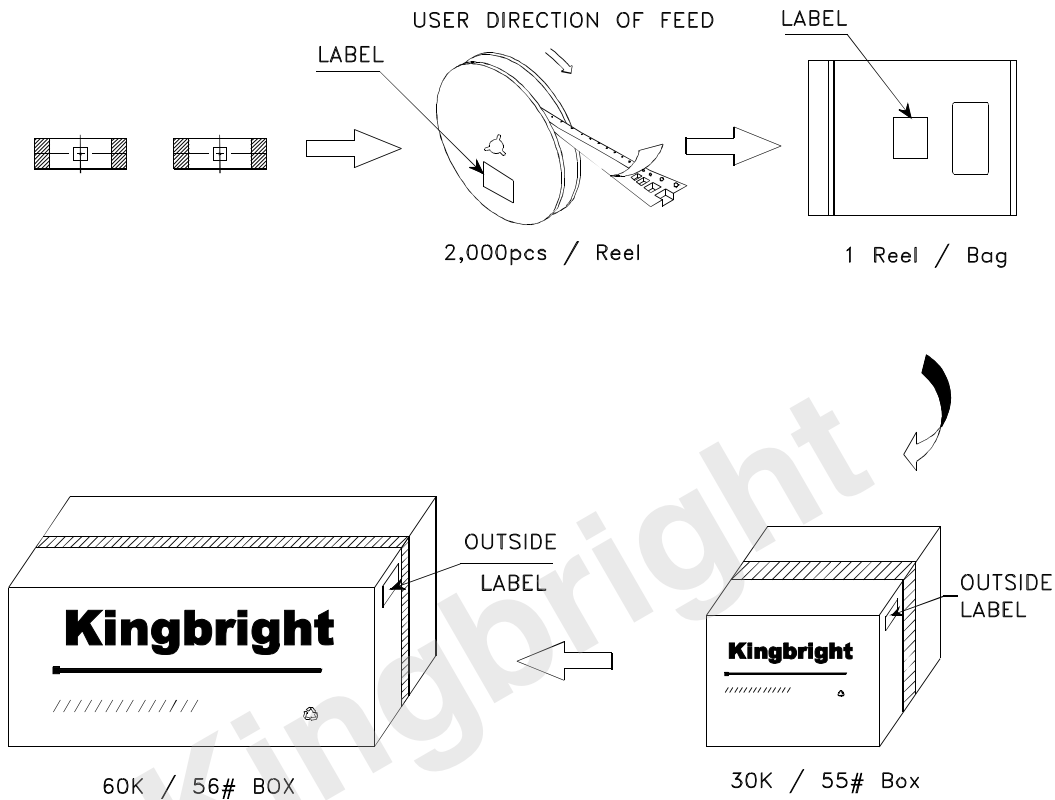 USER DIRECTION OF FEED
LABEL
LABEL
2,000pcs / Reel
1 Reel / Bag
OUTSIDE
LABEL
OUTSIDE
LABEL
Kingbright
Kingbright
60K / 56# BOX
30K / 55# Box
Kingbright